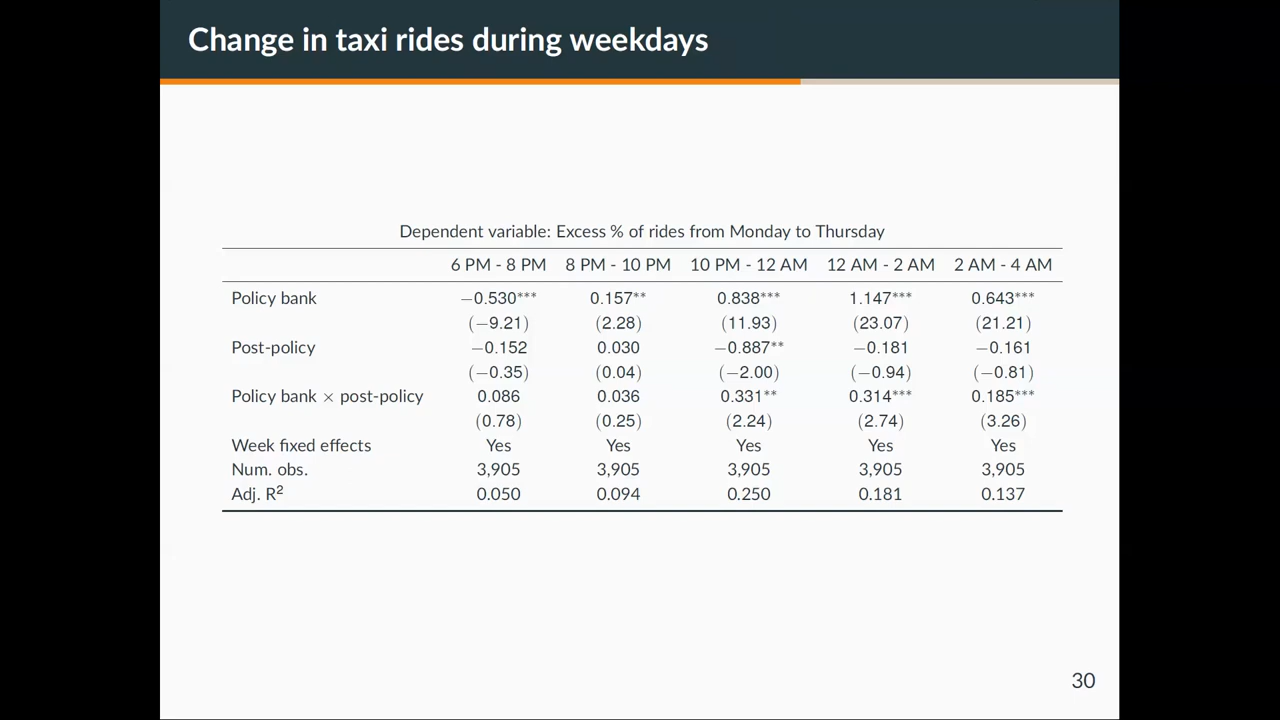 Change in taxi rides during weekdays
Dependent variable: Excess % of rides from Monday to Thursday
6 PM - 8 PM 8 PM - 10 PM 10 PM - 12 AM 12 AM - 2 AM 2 AM - 4 AM
Policy bank −0.530*** 0.157** 0.838*** 1.147*** 0.643***
(−9.21) (2.28) (11.93) (23.07) (21.21)
Post-policy −0.152 0.030 −0.887** −0.181 −0.161
(−0.35) (0.04) (−2.00) (−0.94) (−0.81)
Policy bank × post-policy 0.086 0.036 0.331** 0.314*** 0.185***
(0.78) (0.25) (2.24) (2.74) (3.26)
Week fixed effects Yes Yes Yes Yes Yes
Num. obs. 3,905 3,905 3,905 3,905 3,905
Adj. R² 0.050 0.094 0.250 0.181 0.137
30